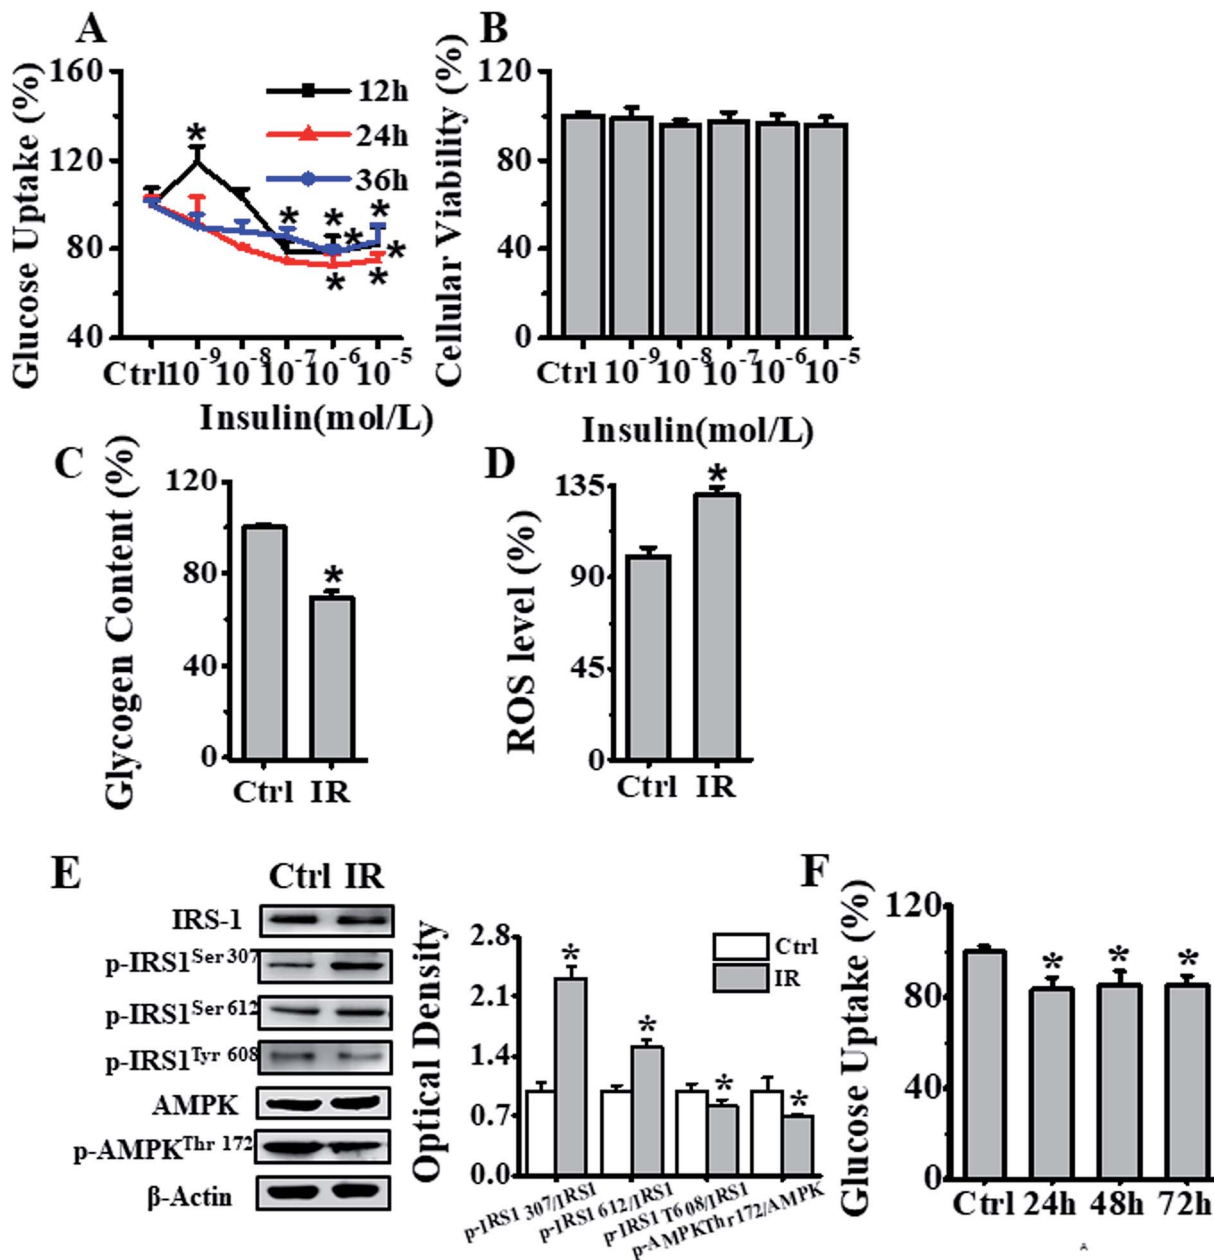 A
Glucose Uptake (%)
160
120
80
40
12h
24h
36h
*
* * * * *
* *
Ctrl 10-9 10-8 10-7 10-6 10-5
Insulin(mol/L)
B
Cellular Viability (%)
120
80
40
0
Ctrl 10-9 10-8 10-7 10-6 10-5
Insulin(mol/L)
C
Glycogen Content (%)
120
80
40
0
*
Ctrl IR
D
ROS level (%)
135
90
45
0
*
Ctrl IR
E
Ctrl IR
IRS-1
p-IRS1Ser 307
p-IRS1Ser 612
p-IRS1Tyr 608
AMPK
p-AMPKThr 172
β-Actin
Optical Density
2.8
2.1
1.4
0.7
0.0
Ctrl
IR
* * * *
p-IRS1 307/IRS1
p-IRS1 612/IRS1
p-IRS1 T608/IRS1
p-AMPKThr172/AMPK
F
Glucose Uptake (%)
120
80
40
0
* * *
Ctrl 24h 48h 72h
A